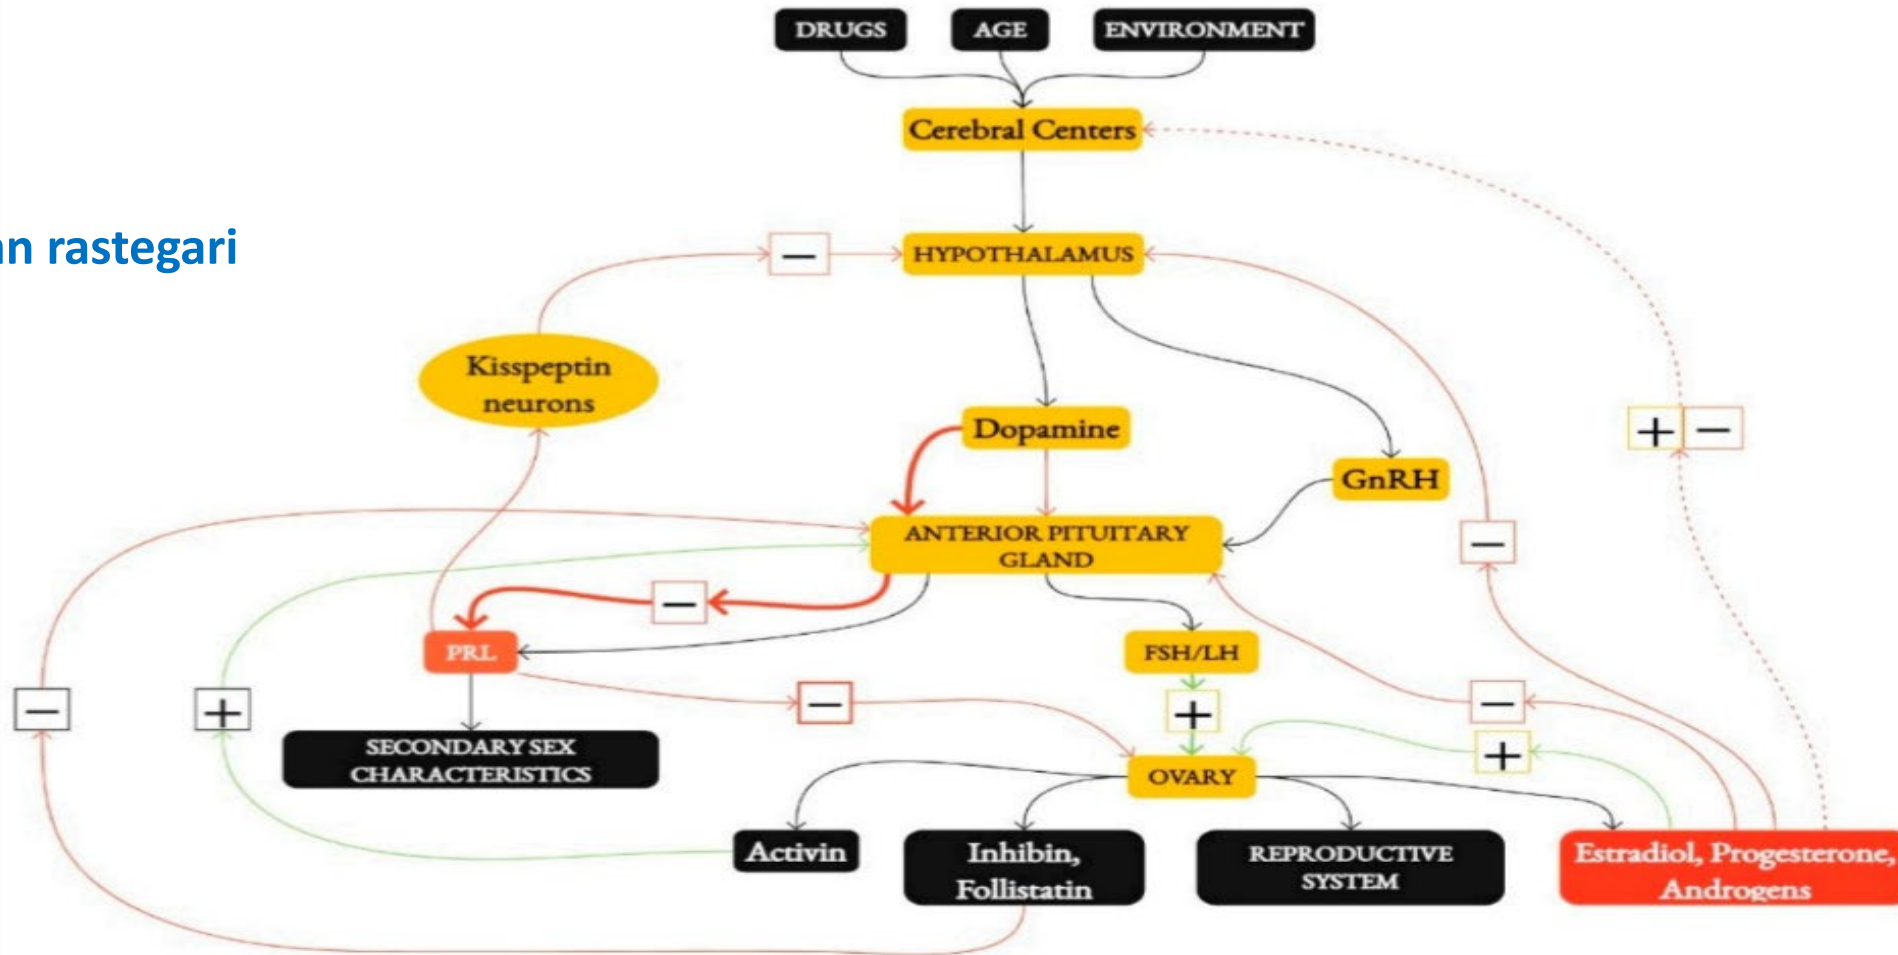 DRUGS
AGE
ENVIRONMENT
Cerebral Centers
rastegari
−
HYPOTHALAMUS
Kisspeptin
neurons
Dopamine
+ −
GnRH
ANTERIOR PITUITARY
GLAND
−
−
PRL
FSH/LH
−
+
−
+
−
+
SECONDARY SEX
CHARACTERISTICS
OVARY
Activin
Inhibin,
Follistatin
REPRODUCTIVE
SYSTEM
Estradiol, Progesterone,
Androgens